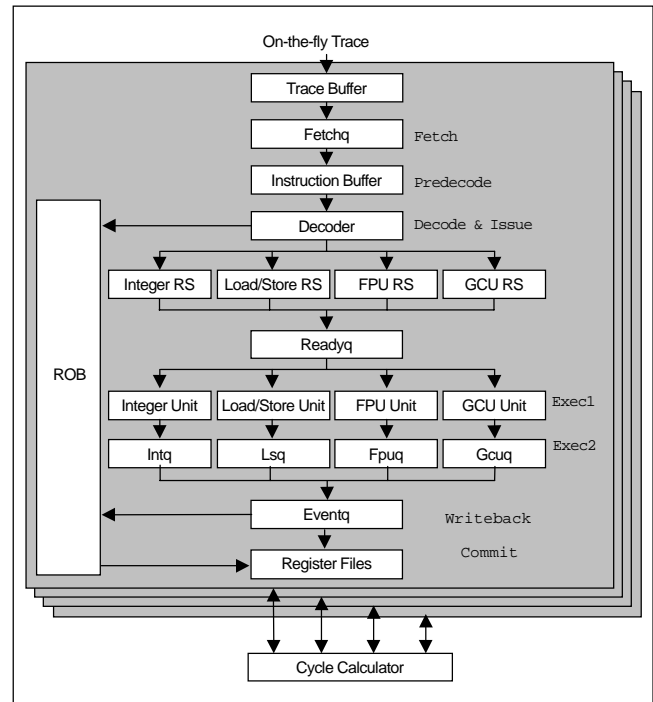 On-the-fly Trace
Trace Buffer
Fetchq
Fetch
Instruction Buffer
Predecode
Decoder
Decode & Issue
Integer RS
Load/Store RS
FPU RS
GCU RS
Readyq
ROB
Integer Unit
Load/Store Unit
FPU Unit
GCU Unit
Exec1
Intq
Lsq
Fpuq
Gcuq
Exec2
Eventq
Writeback
Commit
Register Files
Cycle Calculator